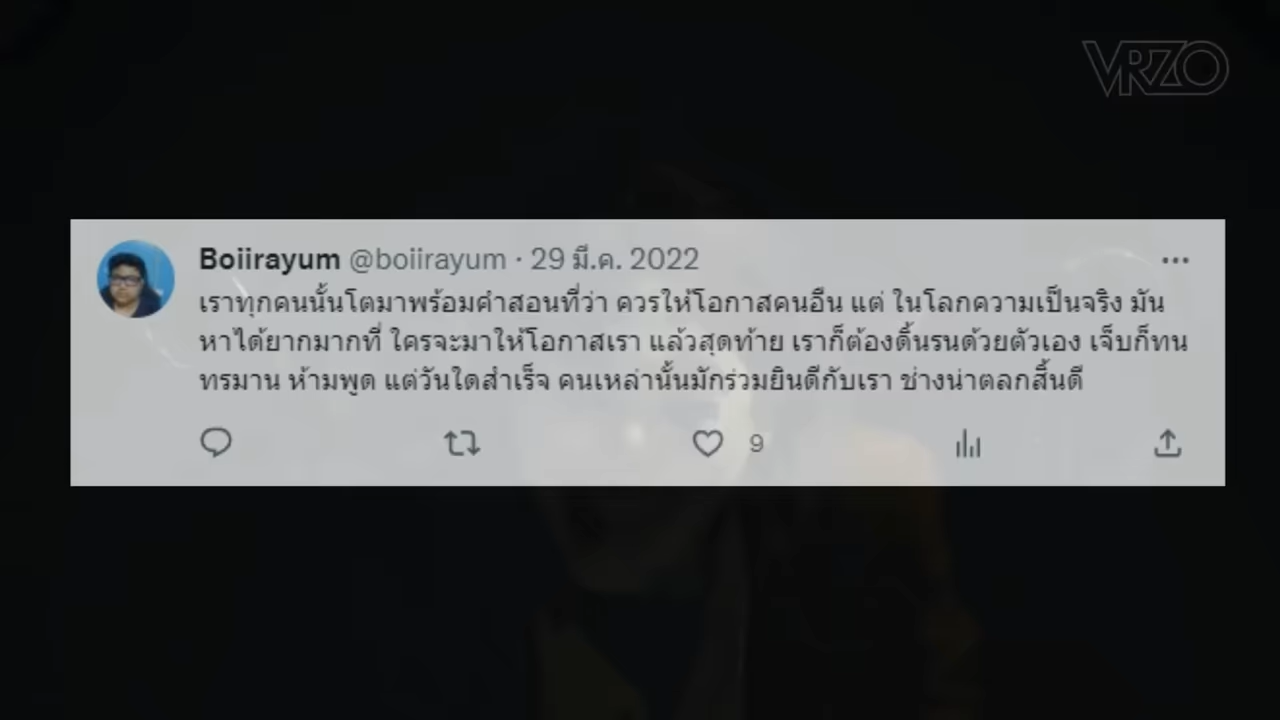 VRZO
Boiirayum @boiirayum · 29 มี.ค. 2022
เราทุกคนนั้นโตมาพร้อมคำสอนที่ว่า ควรให้โอกาสคนอื่น แต่ ในโลกความเป็นจริง มัน
หาได้ยากมากที่ ใครจะมาให้โอกาสเรา แล้วสุดท้าย เราก็ต้องดิ้นรนด้วยตัวเอง เจ็บก็ทน
ทรมาน ห้ามพูด แต่วันใดสำเร็จ คนเหล่านั้นมักร่วมยินดีกับเรา ช่างน่าตลกสิ้นดี
9